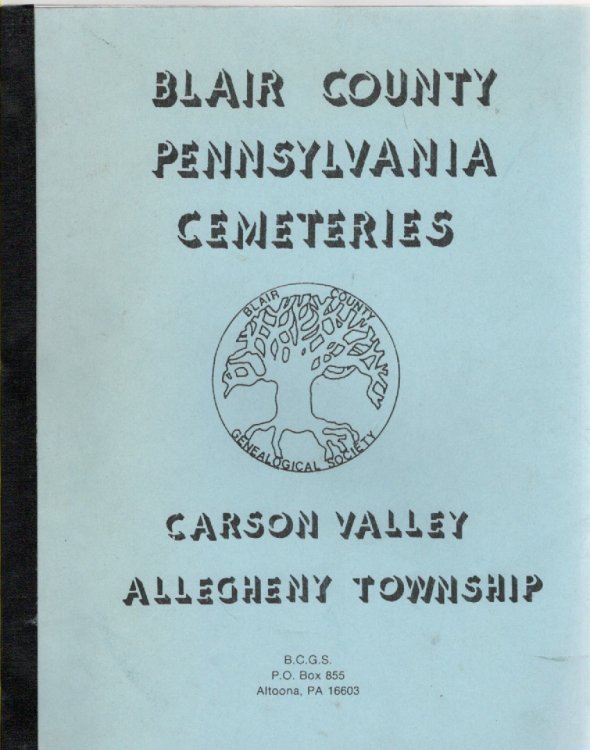 BLAIR COUNTY
PENNSYLVANIA
CEMETERIES
BLAIR COUNTY
GENEALOGICAL SOCIETY
CARSON VALLEY
ALLEGHENY TOWNSHIP
B.C.G.S.
P.O. Box 855
Altoona, PA 16603